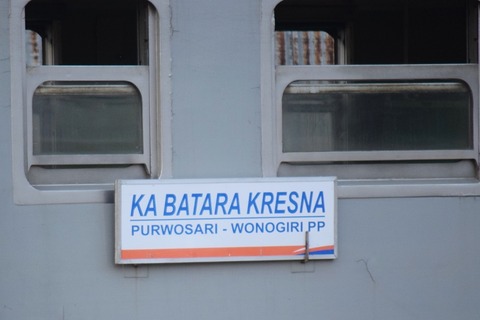 KA BATARA KRESNA
PURWOSARI - WONOGIRI PP